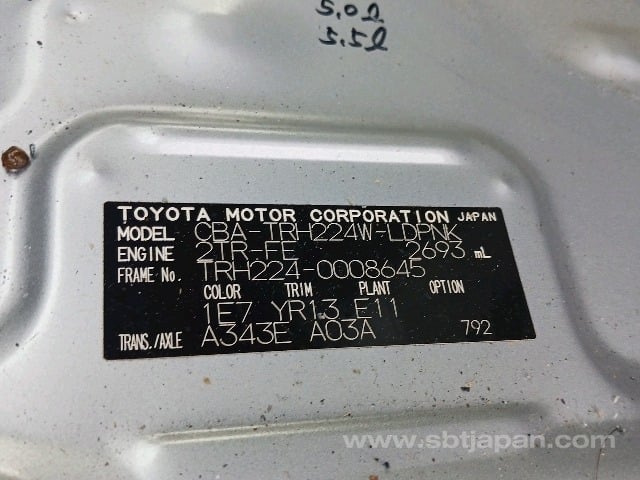 5.0ℓ
5.5ℓ
TOYOTA MOTOR CORPORATION JAPAN
MODEL CBA-TRH224W-LDPNK
ENGINE 2TR-FE 2693 mL
FRAME No. TRH224-0008645
COLOR TRIM PLANT OPTION
1E7 YR13 E11
TRANS./AXLE A343E A03A 792
www.sbtjapan.com